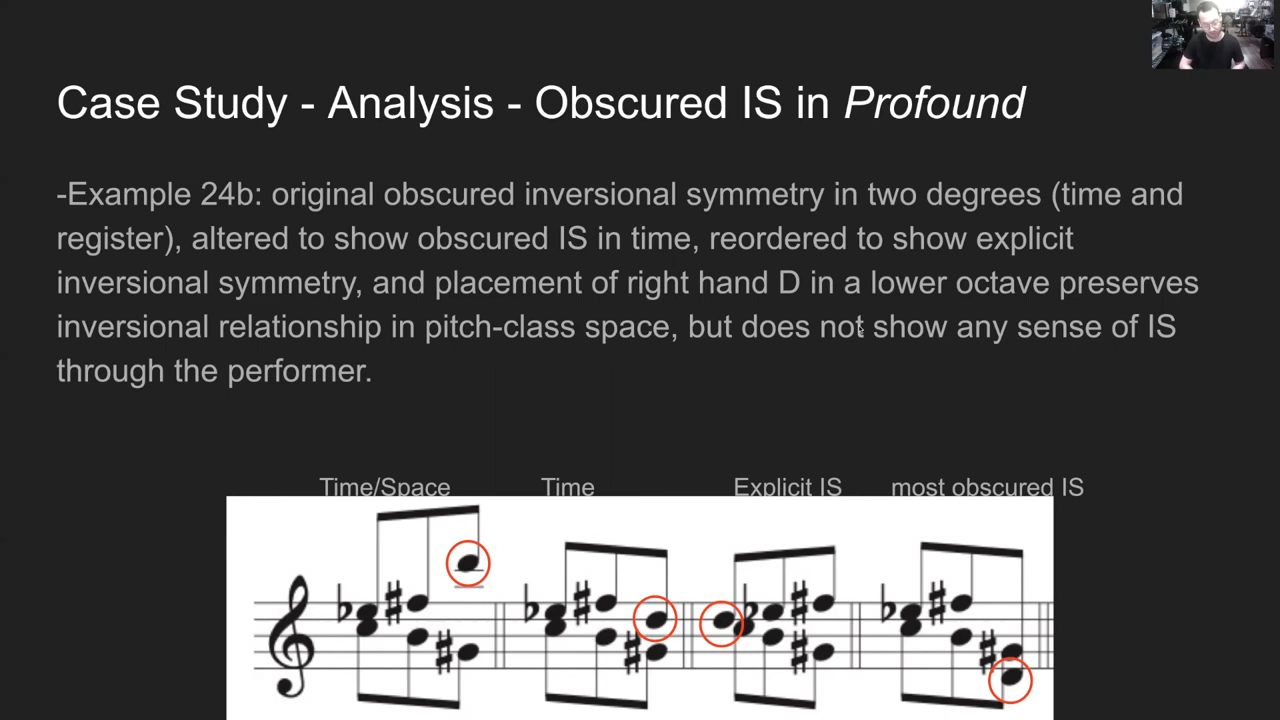 Case Study - Analysis - Obscured IS in Profound
-Example 24b: original obscured inversional symmetry in two degrees (time and
register), altered to show obscured IS in time, reordered to show explicit
inversional symmetry, and placement of right hand D in a lower octave preserves
inversional relationship in pitch-class space, but does not show any sense of IS
through the performer.
Time/Space Time Explicit IS most obscured IS